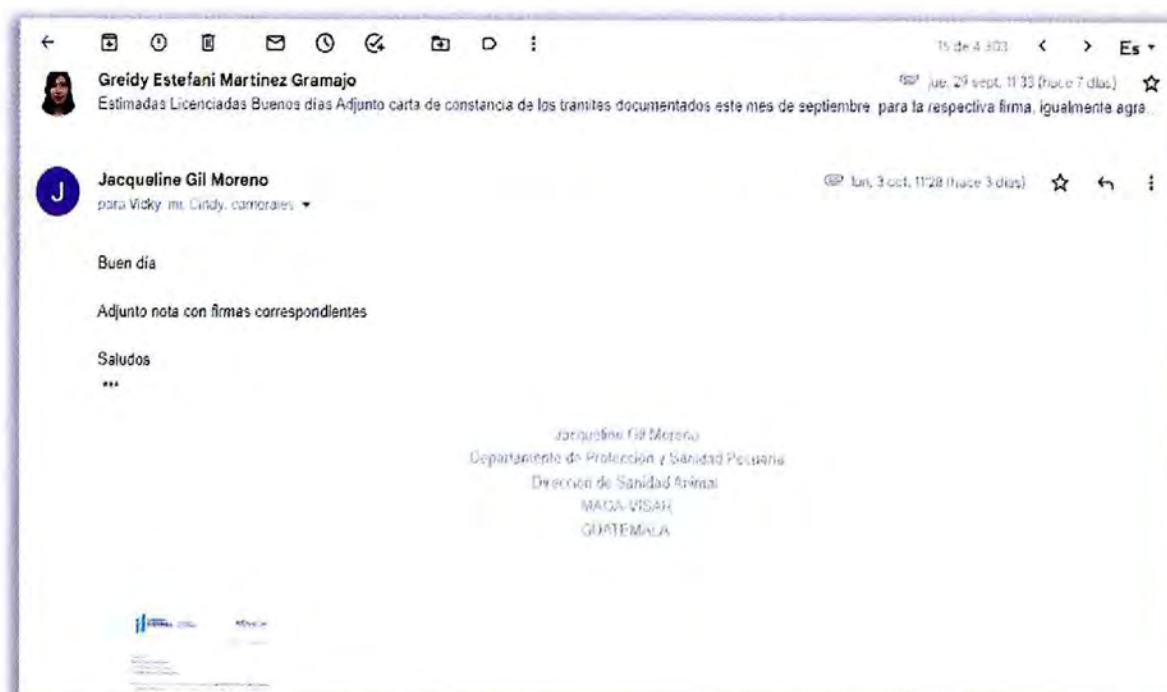 15 de 4 303
Es
Greidy Estefani Martinez Gramajo
jue, 29 sept, 11:33 (hace 7 días)
Estimadas Licenciadas Buenos días Adjunto carta de constancia de los trámites documentados este mes de septiembre para la respectiva firma, igualmente agra...
J
Jacqueline Gil Moreno
lun, 3 oct, 11:28 (hace 3 días)
para Vicky, mí, Cindy, camorales
Buen día
Adjunto nota con firmas correspondientes
Saludos
•••
Jacqueline Gil Moreno
Departamento de Protección y Sanidad Pecuaria
Dirección de Sanidad Animal
MAGA-VISAR
GUATEMALA